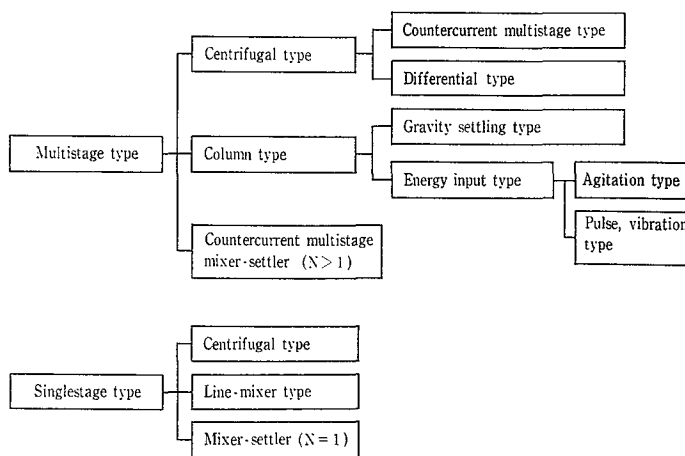 Countercurrent multistage type
Centrifugal type
Differential type
Gravity settling type
Multistage type
Column type
Energy input type
Agitation type
Pulse, vibration
type
Countercurrent multistage
mixer-settler (N > 1)
Centrifugal type
Singlestage type
Line-mixer type
Mixer-settler (N = 1)